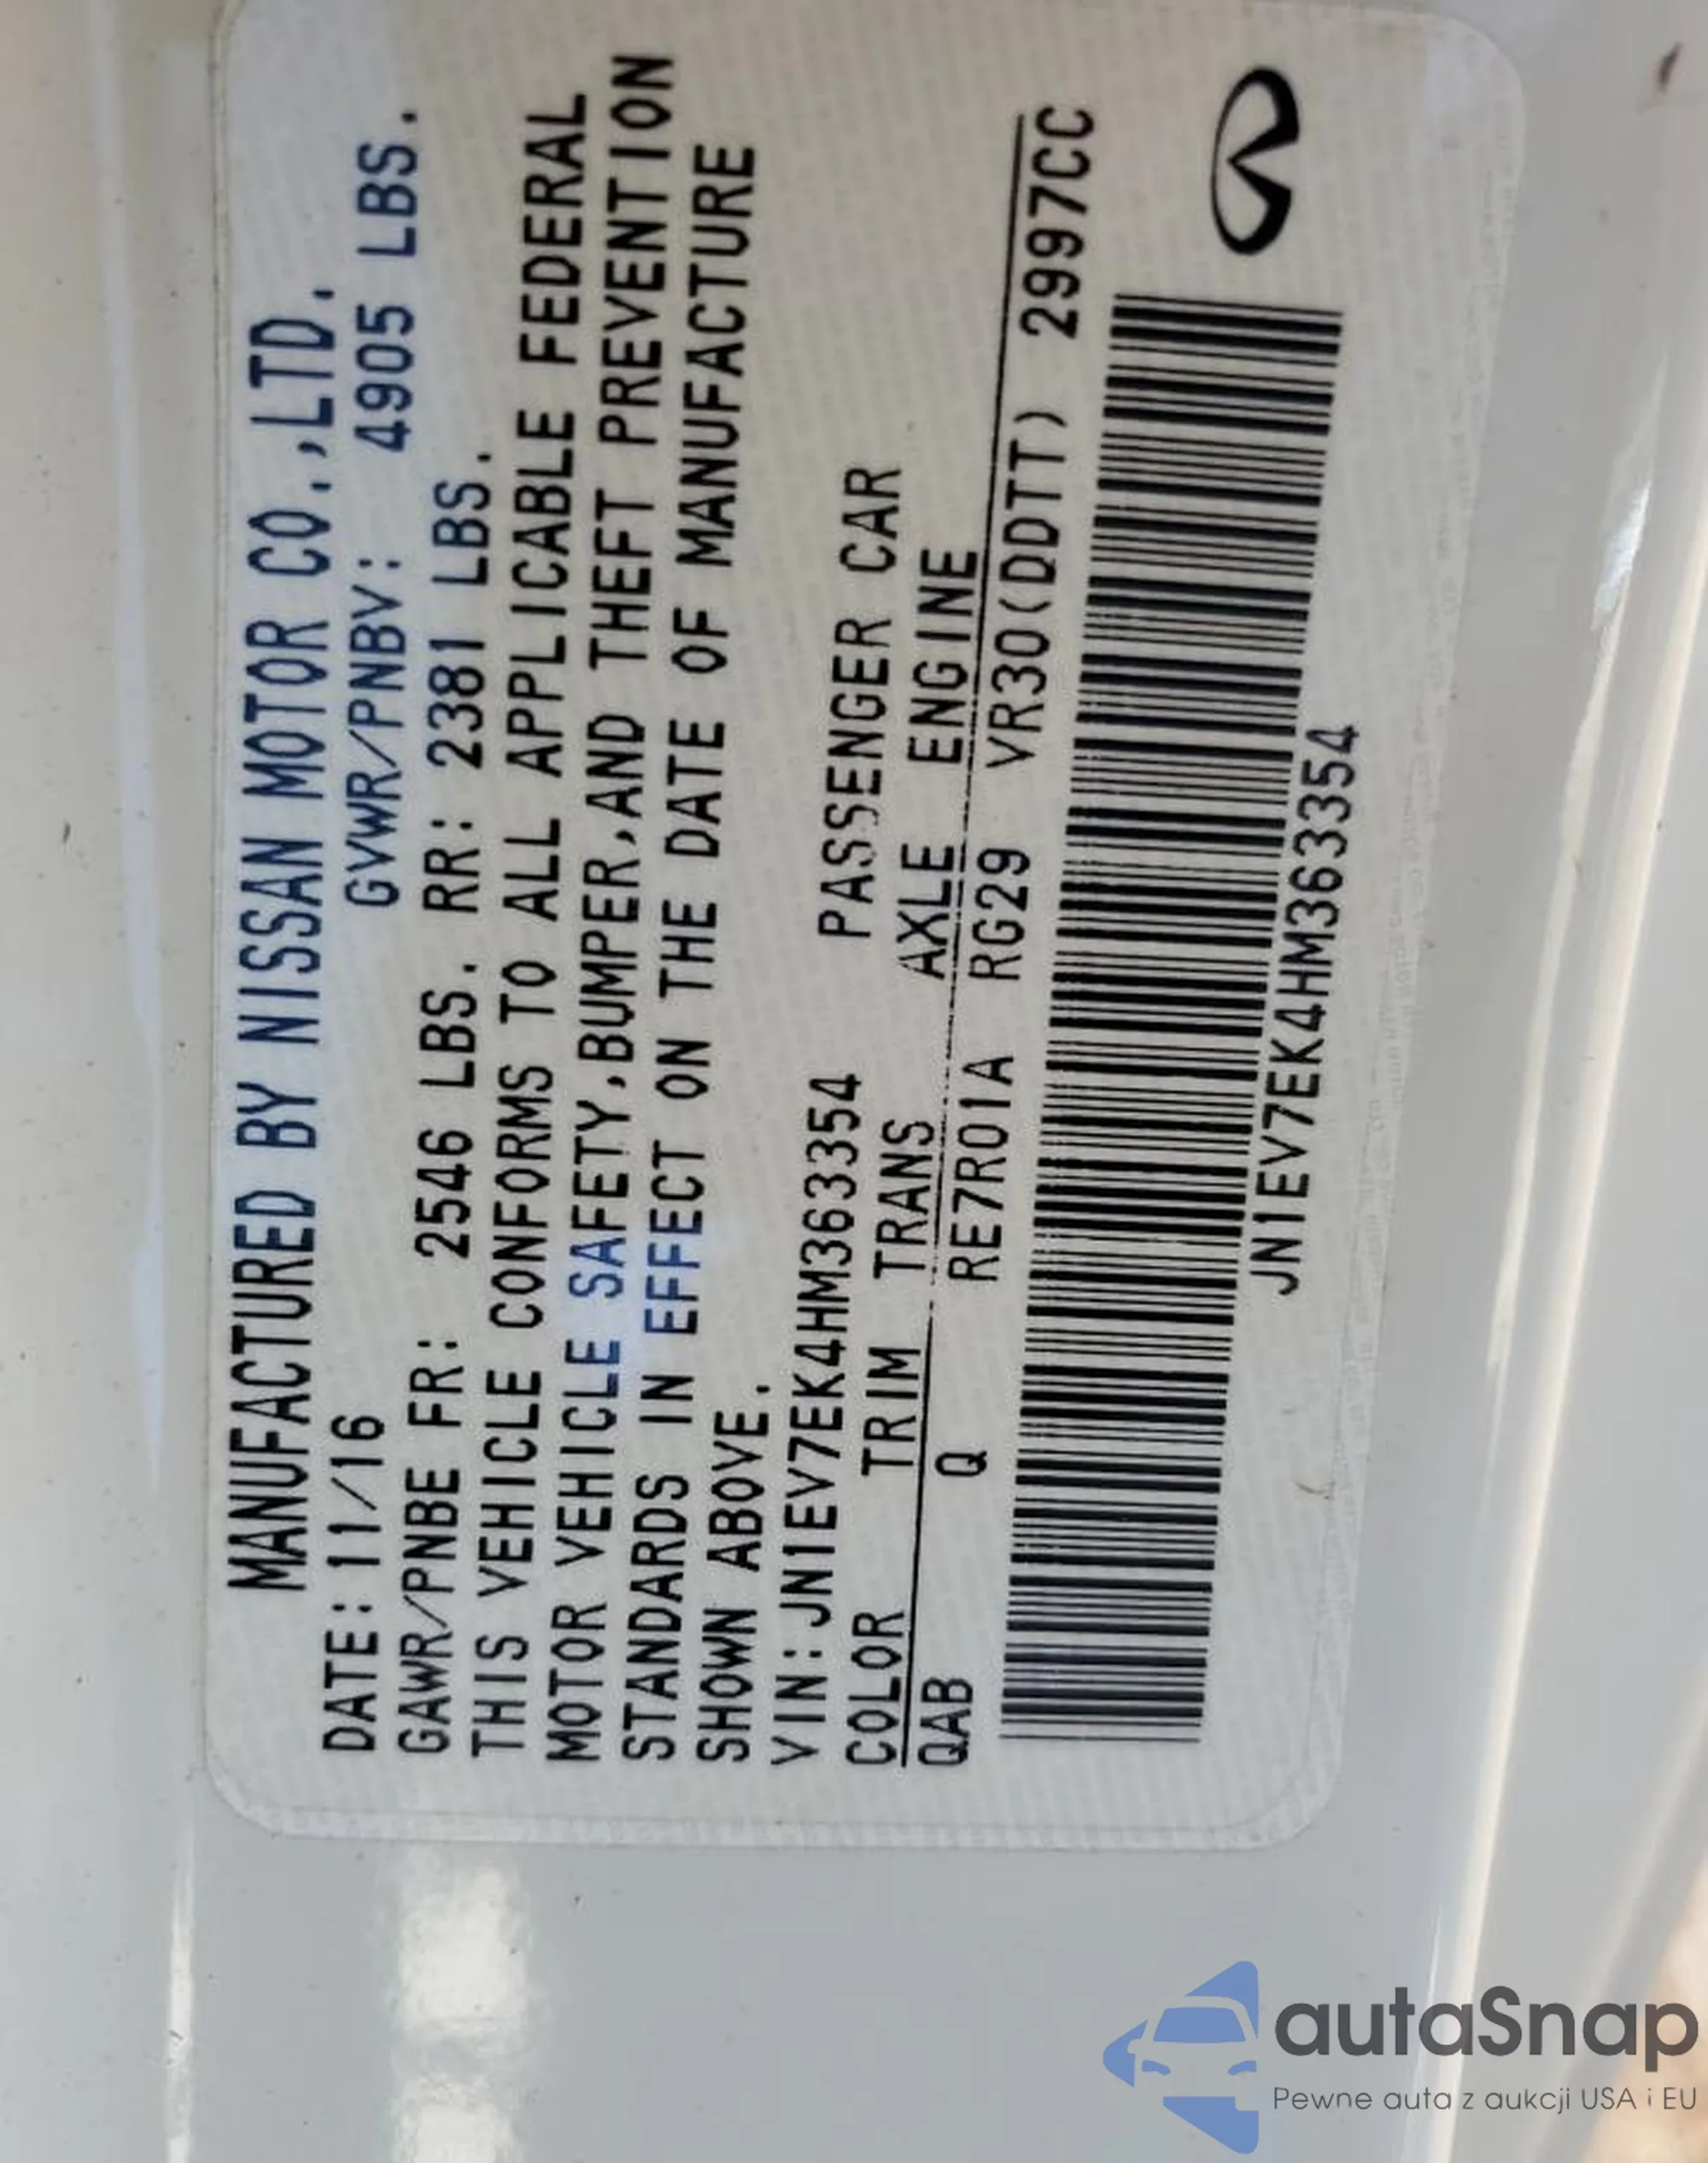 MANUFACTURED BY NISSAN MOTOR CO.,LTD.
DATE:11/16 GVWR/PNBV: 4905 LBS.
GAWR/PNBE FR: 2546 LBS. RR: 2381 LBS.
THIS VEHICLE CONFORMS TO ALL APPLICABLE FEDERAL
MOTOR VEHICLE SAFETY,BUMPER,AND THEFT PREVENTION
STANDARDS IN EFFECT ON THE DATE OF MANUFACTURE
SHOWN ABOVE.
VIN:JN1EV7EK4HM363354 PASSENGER CAR
COLOR TRIM TRANS AXLE ENGINE
QAB Q RE7R01A RG29 VR30(DDTT) 2997CC
JN1EV7EK4HM363354
autaSnap
Pewne auta z aukcji USA i EU